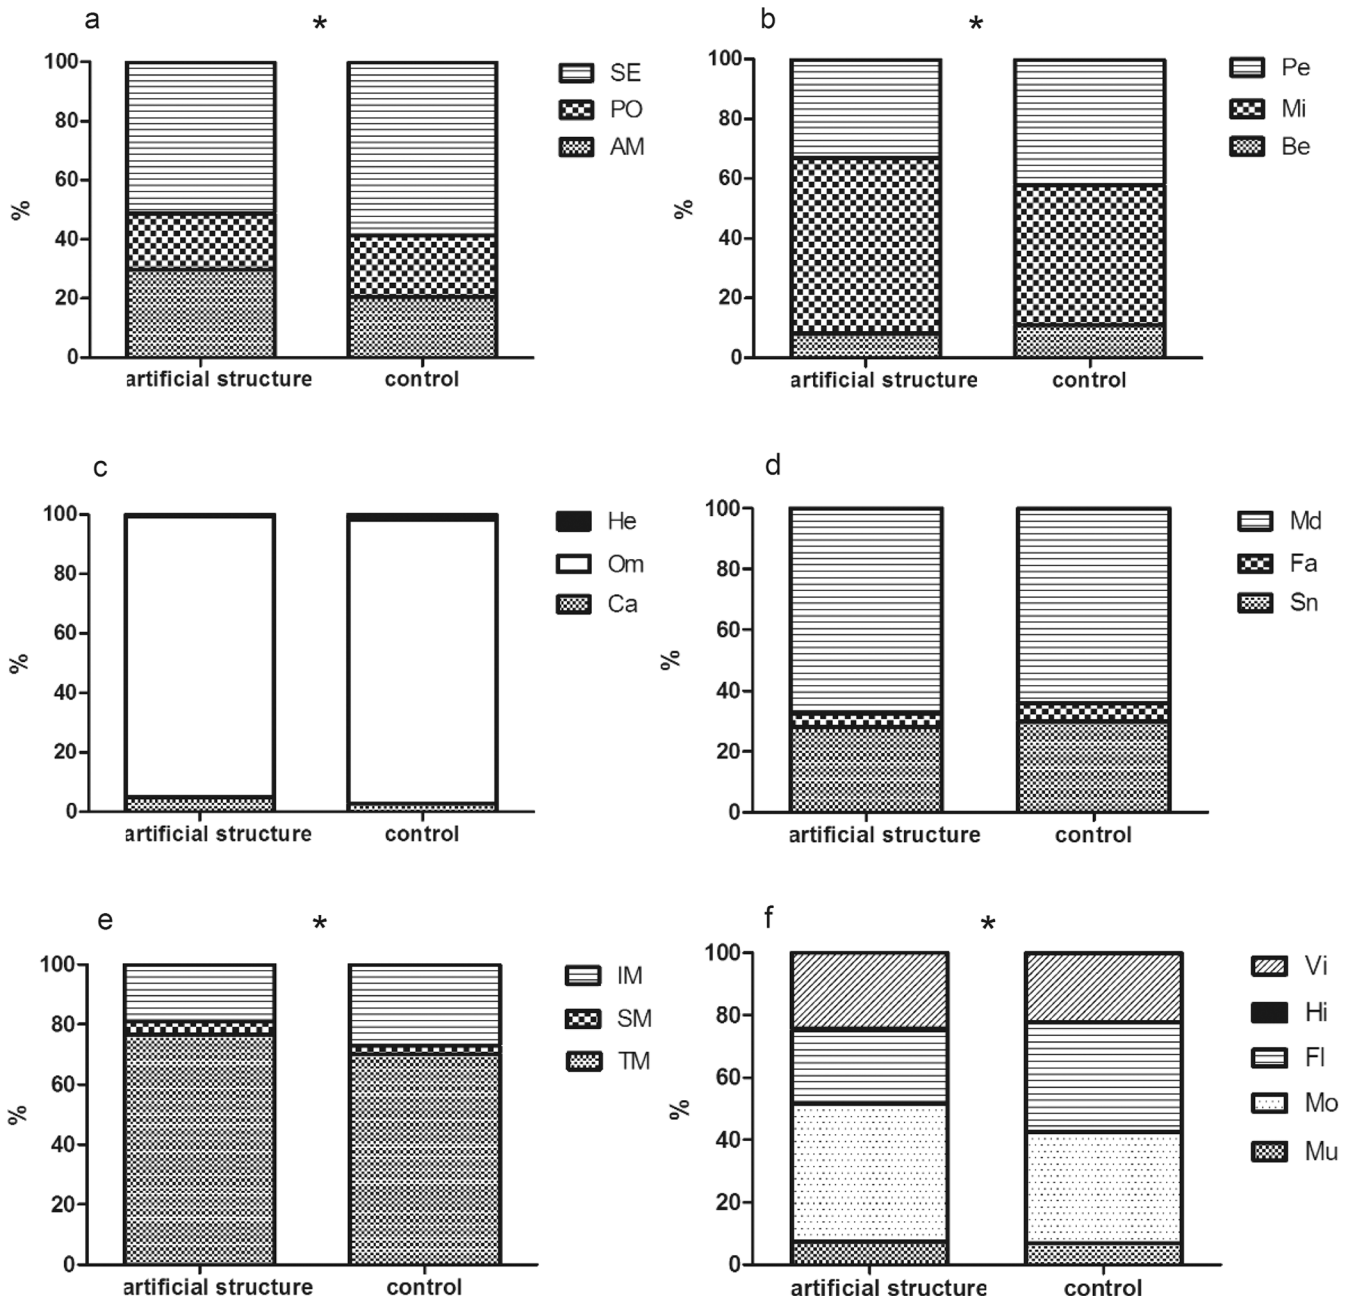 a
*
100
80
60
40
20
0
%
artificial structure
control
SE
PO
AM
b
*
100
80
60
40
20
0
%
artificial structure
control
Pe
Mi
Be
c
100
80
60
40
20
0
%
artificial structure
control
He
Om
Ca
d
100
80
60
40
20
0
%
artificial structure
control
Md
Fa
Sn
e
*
100
80
60
40
20
0
%
artificial structure
control
IM
SM
TM
f
*
100
80
60
40
20
0
%
artificial structure
control
Vi
Hi
Fl
Mo
Mu